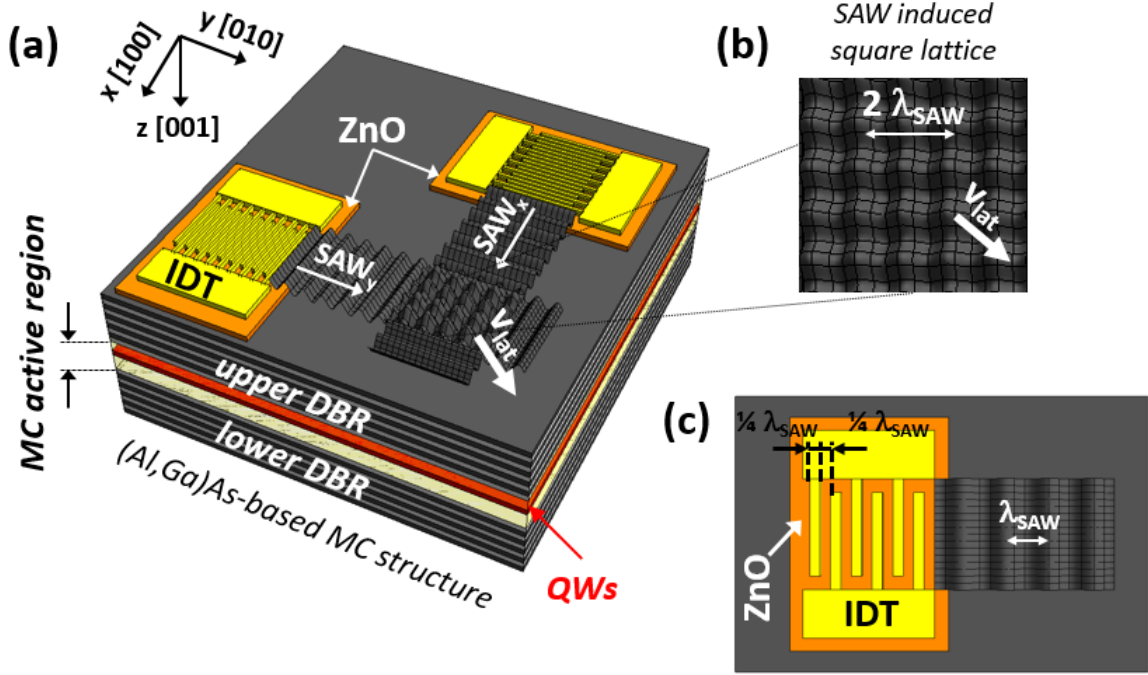 (a)
x [100]
y [010]
z [001]
ZnO
IDT
SAWy
SAWx
Vlat
MC active region
upper DBR
lower DBR
(Al,Ga)As-based MC structure
QWs
(b)
SAW induced
square lattice
2 λSAW
Vlat
(c)
¼ λSAW
¼ λSAW
λSAW
ZnO
IDT